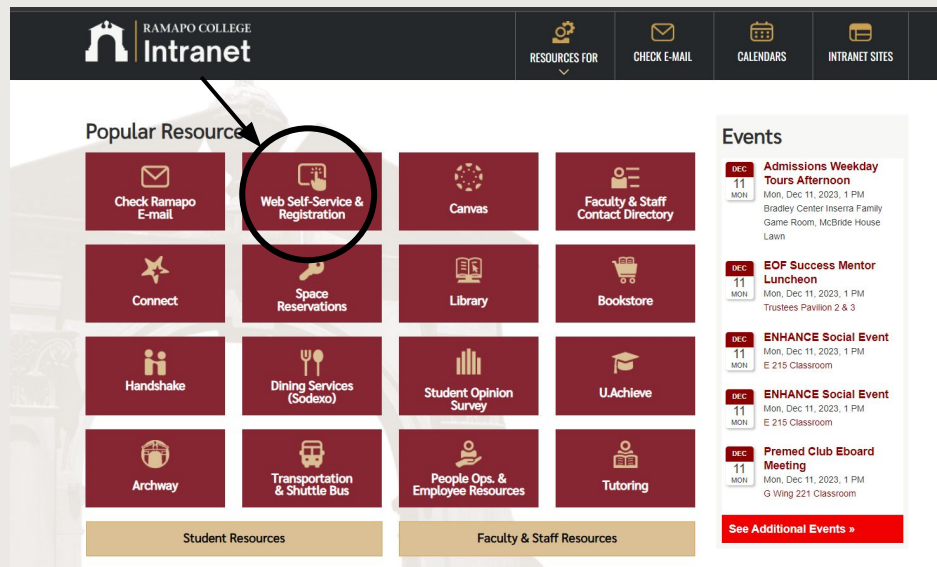 RAMAPO COLLEGE
Intranet
RESOURCES FOR
CHECK E-MAIL
CALENDARS
INTRANET SITES
Popular Resourc
Check Ramapo
E-mail
Web Self-Service &
Registration
Canvas
Faculty & Staff
Contact Directory
Connect
Space
Reservations
Library
Bookstore
Handshake
Dining Services
(Sodexo)
Student Opinion
Survey
U.Achieve
Archway
Transportation
& Shuttle Bus
People Ops. &
Employee Resources
Tutoring
Student Resources
Faculty & Staff Resources
Events
DEC
11
MON
Admissions Weekday
Tours Afternoon
Mon, Dec 11, 2023, 1 PM
Bradley Center Inserra Family
Game Room, McBride House
Lawn
DEC
11
MON
EOF Success Mentor
Luncheon
Mon, Dec 11, 2023, 1 PM
Trustees Pavilion 2 & 3
DEC
11
MON
ENHANCE Social Event
Mon, Dec 11, 2023, 1 PM
E 215 Classroom
DEC
11
MON
ENHANCE Social Event
Mon, Dec 11, 2023, 1 PM
E 215 Classroom
DEC
11
MON
Premed Club Eboard
Meeting
Mon, Dec 11, 2023, 1 PM
G Wing 221 Classroom
See Additional Events »